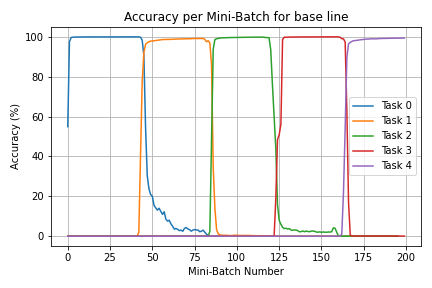 Accuracy per Mini-Batch for base line
Accuracy (%)
100
80
60
40
20
0
Task 0
Task 1
Task 2
Task 3
Task 4
0 25 50 75 100 125 150 175 200
Mini-Batch Number